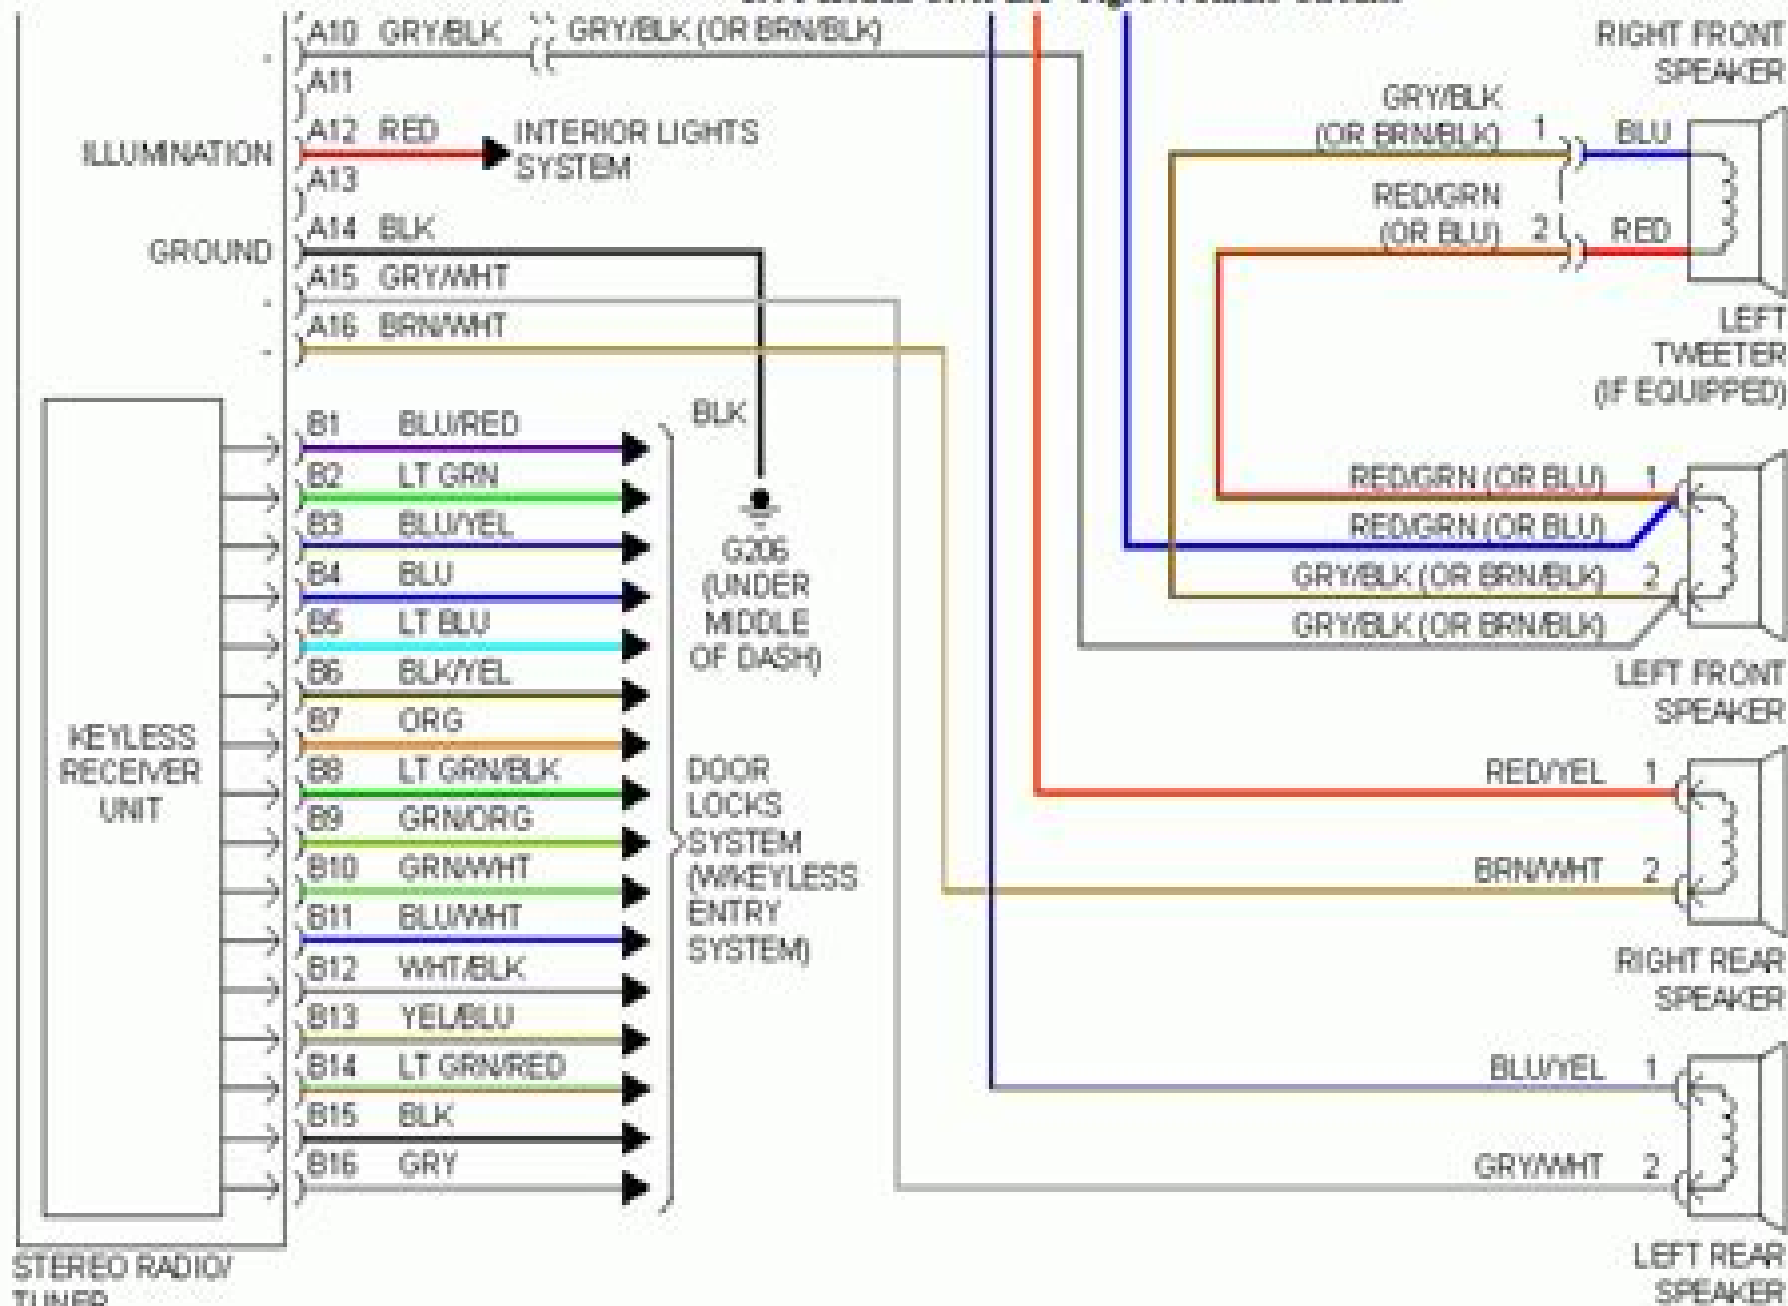 A10 GRY/BLK GRY/BLK (OR BRN/BLK)
A11
ILLUMINATION A12 RED INTERIOR LIGHTS
SYSTEM
A13
GROUND A14 BLK
A15 GRY/WHT
A16 BRN/WHT
KEYLESS
RECEIVER
UNIT
B1 BLU/RED
B2 LT GRN
B3 BLU/YEL
B4 BLU
B5 LT BLU
B6 BLK/YEL
B7 ORG
B8 LT GRN/BLK
B9 GRN/ORG
B10 GRN/WHT
B11 BLU/WHT
B12 WHT/BLK
B13 YEL/BLU
B14 LT GRN/RED
B15 BLK
B16 GRY
STEREO RADIO/
TUNER
BLK
G206
(UNDER
MIDDLE
OF DASH)
DOOR
LOCKS
SYSTEM
(W/KEYLESS
ENTRY
SYSTEM)
RIGHT FRONT
SPEAKER
GRY/BLK
(OR BRN/BLK) 1 BLU
RED/GRN
(OR BLU) 2 RED
LEFT
TWEETER
(IF EQUIPPED)
RED/GRN (OR BLU) 1
RED/GRN (OR BLU)
GRY/BLK (OR BRN/BLK) 2
GRY/BLK (OR BRN/BLK)
LEFT FRONT
SPEAKER
RED/YEL 1
BRN/WHT 2
RIGHT REAR
SPEAKER
BLU/YEL 1
GRY/WHT 2
LEFT REAR
SPEAKER